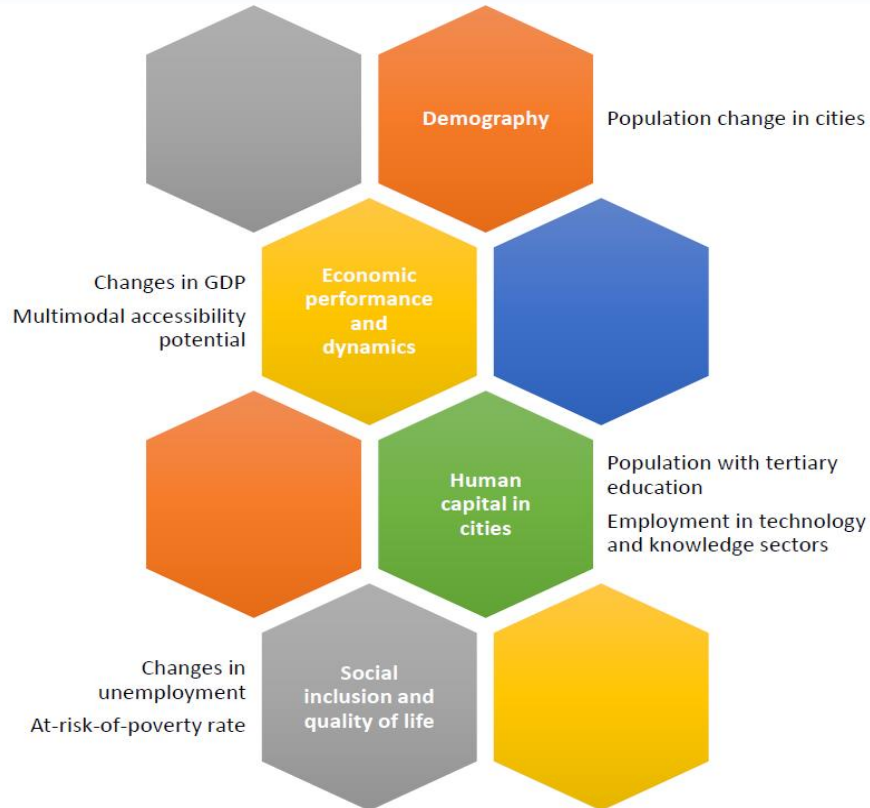 Demography
Population change in cities
Changes in GDP
Multimodal accessibility
potential
Economic
performance
and
dynamics
Human
capital in
cities
Population with tertiary
education
Employment in technology
and knowledge sectors
Changes in
unemployment
At-risk-of-poverty rate
Social
inclusion and
quality of life